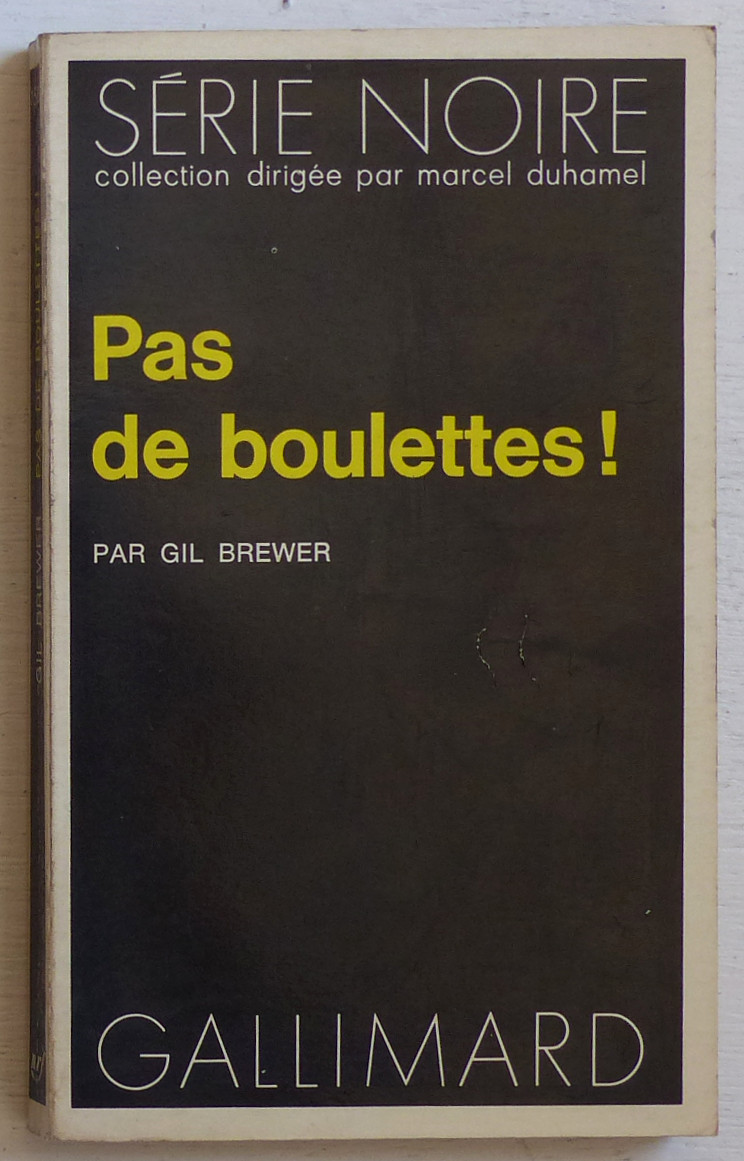 SÉRIE NOIRE
collection dirigée par marcel duhamel
Pas
de boulettes!
PAR GIL BREWER
GALLIMARD
GIL BREWER PAS DE BOULETTES!
nrf